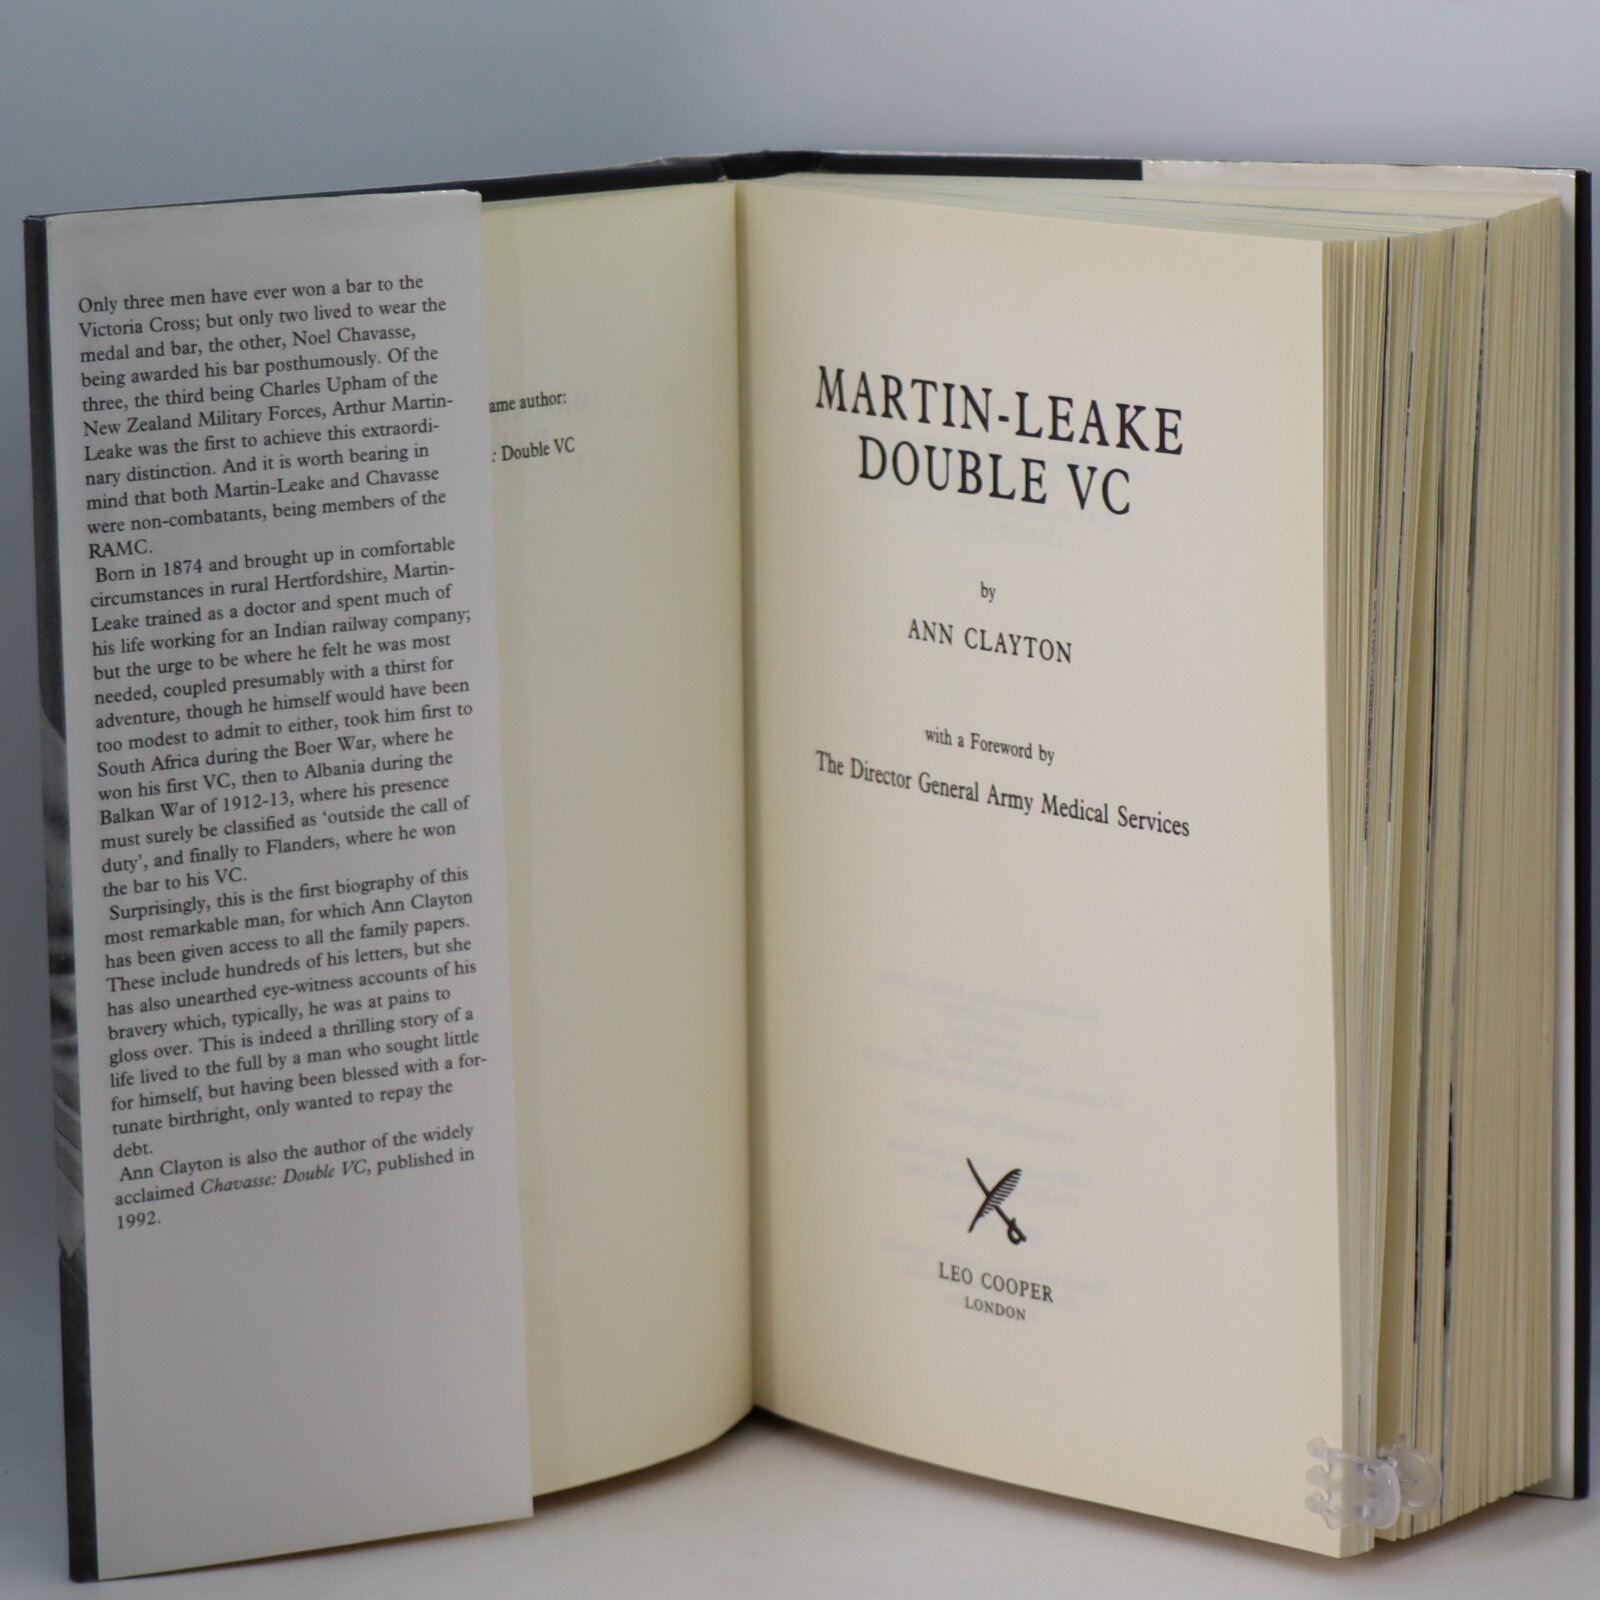 Only three men have ever won a bar to the
Victoria Cross; but only two lived to wear the
medal and bar, the other, Noel Chavasse,
being awarded his bar posthumously. Of the
three, the third being Charles Upham of the
New Zealand Military Forces, Arthur Martin-
Leake was the first to achieve this extraordi-
nary distinction. And it is worth bearing in
mind that both Martin-Leake and Chavasse
were non-combatants, being members of the
RAMC.
Born in 1874 and brought up in comfortable
circumstances in rural Hertfordshire, Martin-
Leake trained as a doctor and spent much of
his life working for an Indian railway company;
but the urge to be where he felt he was most
needed, coupled presumably with a thirst for
adventure, though he himself would have been
too modest to admit to either, took him first to
South Africa during the Boer War, where he
won his first VC, then to Albania during the
Balkan War of 1912-13, where his presence
must surely be classified as ‘outside the call of
duty’, and finally to Flanders, where he won
the bar to his VC.
Surprisingly, this is the first biography of this
most remarkable man, for which Ann Clayton
has been given access to all the family papers.
These include hundreds of his letters, but she
has also unearthed eye-witness accounts of his
bravery which, typically, he was at pains to
gloss over. This is indeed a thrilling story of a
life lived to the full by a man who sought little
for himself, but having been blessed with a for-
tunate birthright, only wanted to repay the
debt.
Ann Clayton is also the author of the widely
acclaimed Chavasse: Double VC, published in
1992.
ame author:
: Double VC
MARTIN-LEAKE
DOUBLE VC
by
ANN CLAYTON
with a Foreword by
The Director General Army Medical Services
LEO COOPER
LONDON